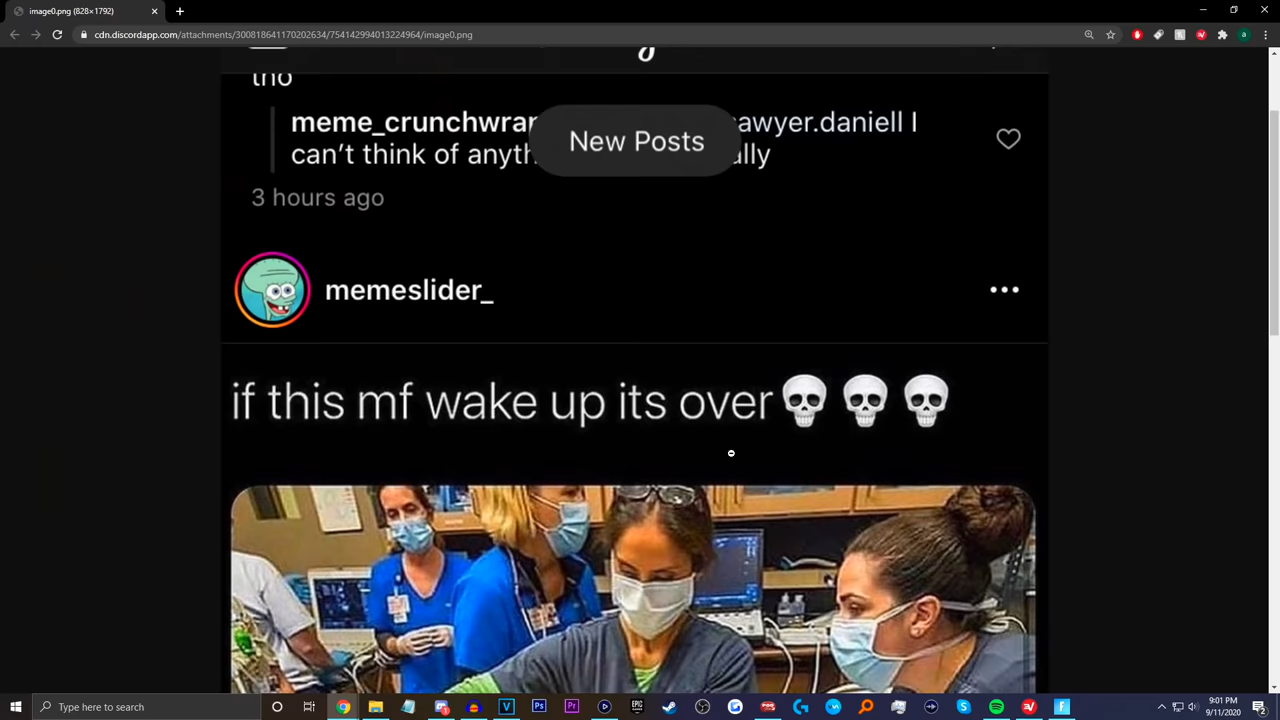 image0.png (828×1792)
cdn.discordapp.com/attachments/300818641170202634/754142994013224964/image0.png
tho
meme_crunchwrap sawyer.daniell I
New Posts
can't think of anyth lly
3 hours ago
memeslider_
if this mf wake up its over💀💀💀
Type here to search
9:01 PM
9/11/2020